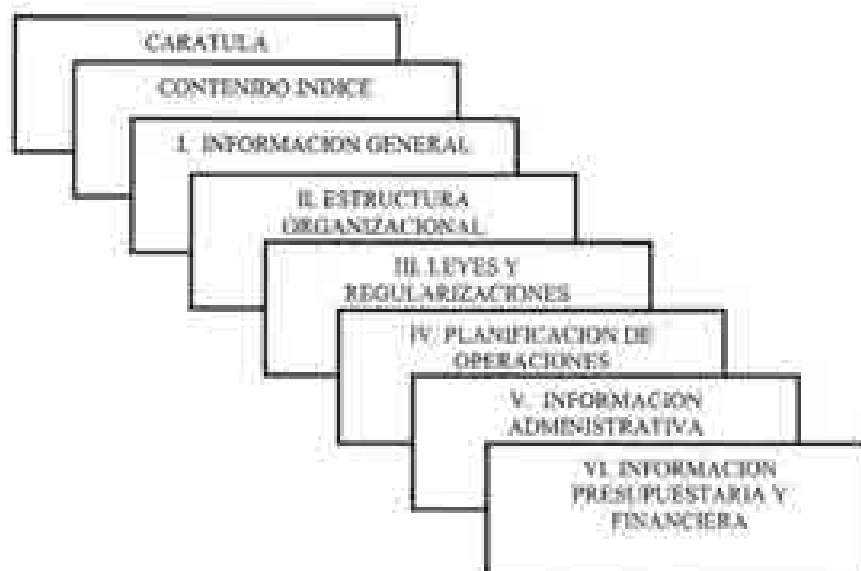 CARATULA
CONTENIDO INDICE
I. INFORMACION GENERAL
II. ESTRUCTURA
ORGANIZACIONAL
III. LEYES Y
REGULARIZACIONES
IV. PLANIFICACION DE
OPERACIONES
V. INFORMACION
ADMINISTRATIVA
VI. INFORMACION
PRESUPUESTARIA Y
FINANCIERA